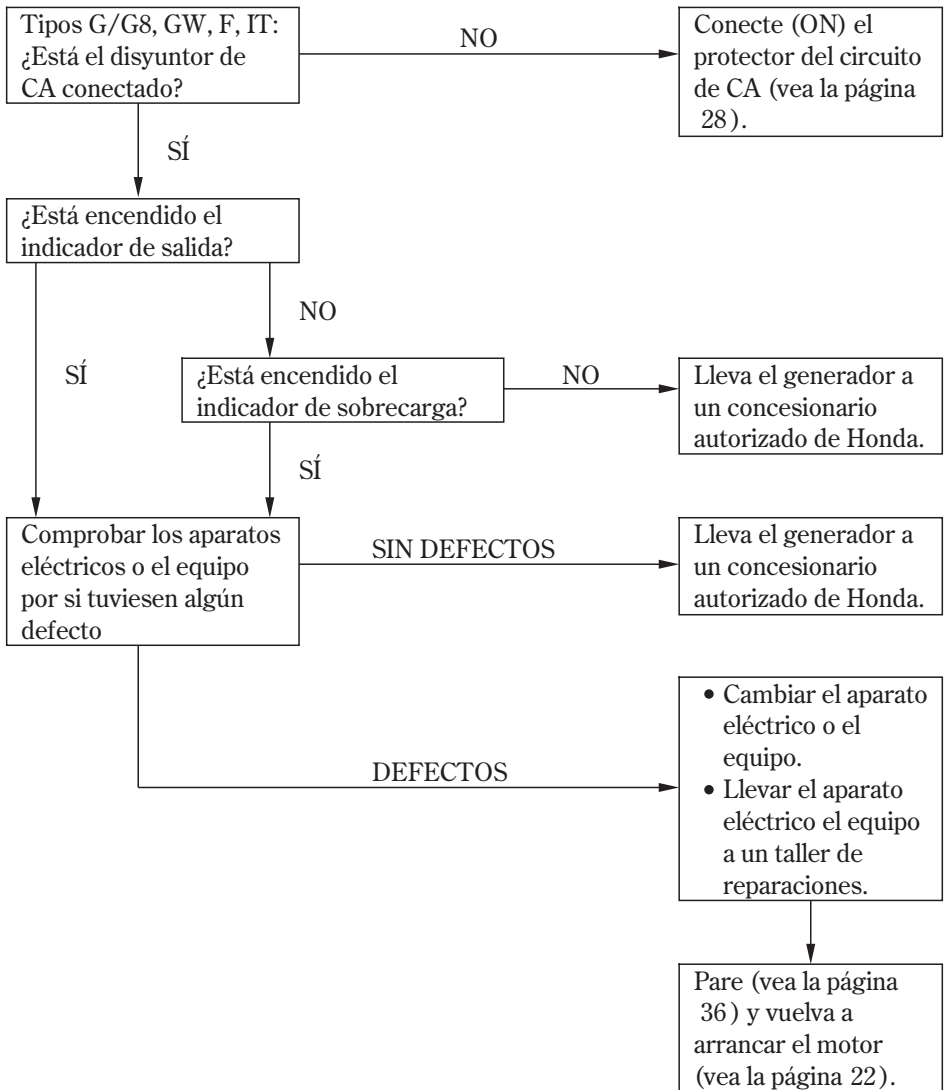 Tipos G/G8, GW, F, IT:
¿Está el disyuntor de
CA conectado?
NO
Conecte (ON) el
protector del circuito
de CA (vea la página
28).
SÍ
¿Está encendido el
indicador de salida?
NO
SÍ
¿Está encendido el
indicador de sobrecarga?
NO
Lleva el generador a
un concesionario
autorizado de Honda.
SÍ
Comprobar los aparatos
eléctricos o el equipo
por si tuviesen algún
defecto
SIN DEFECTOS
Lleva el generador a
un concesionario
autorizado de Honda.
DEFECTOS
• Cambiar el aparato
eléctrico o el
equipo.
• Llevar el aparato
eléctrico el equipo
a un taller de
reparaciones.
Pare (vea la página
36) y vuelva a
arrancar el motor
(vea la página 22).